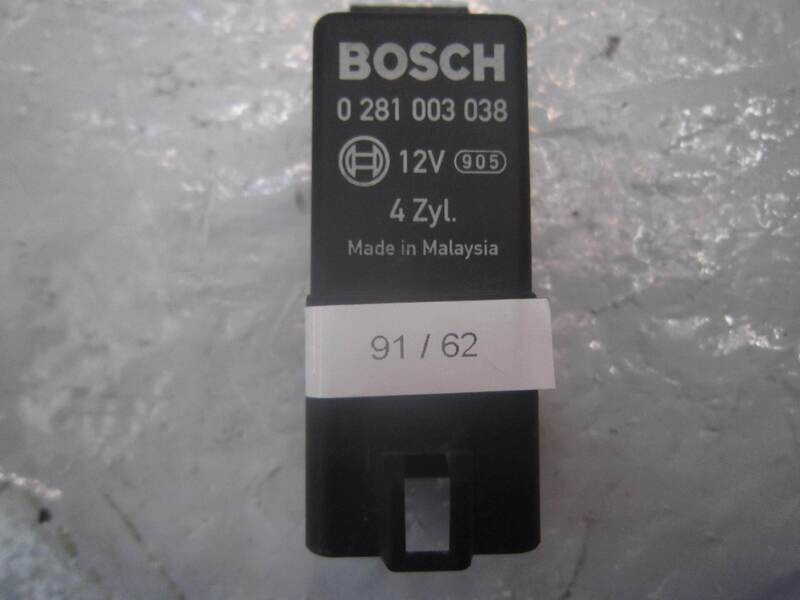 BOSCH
0 281 003 038
12V 905
4 Zyl.
Made in Malaysia
91 / 62